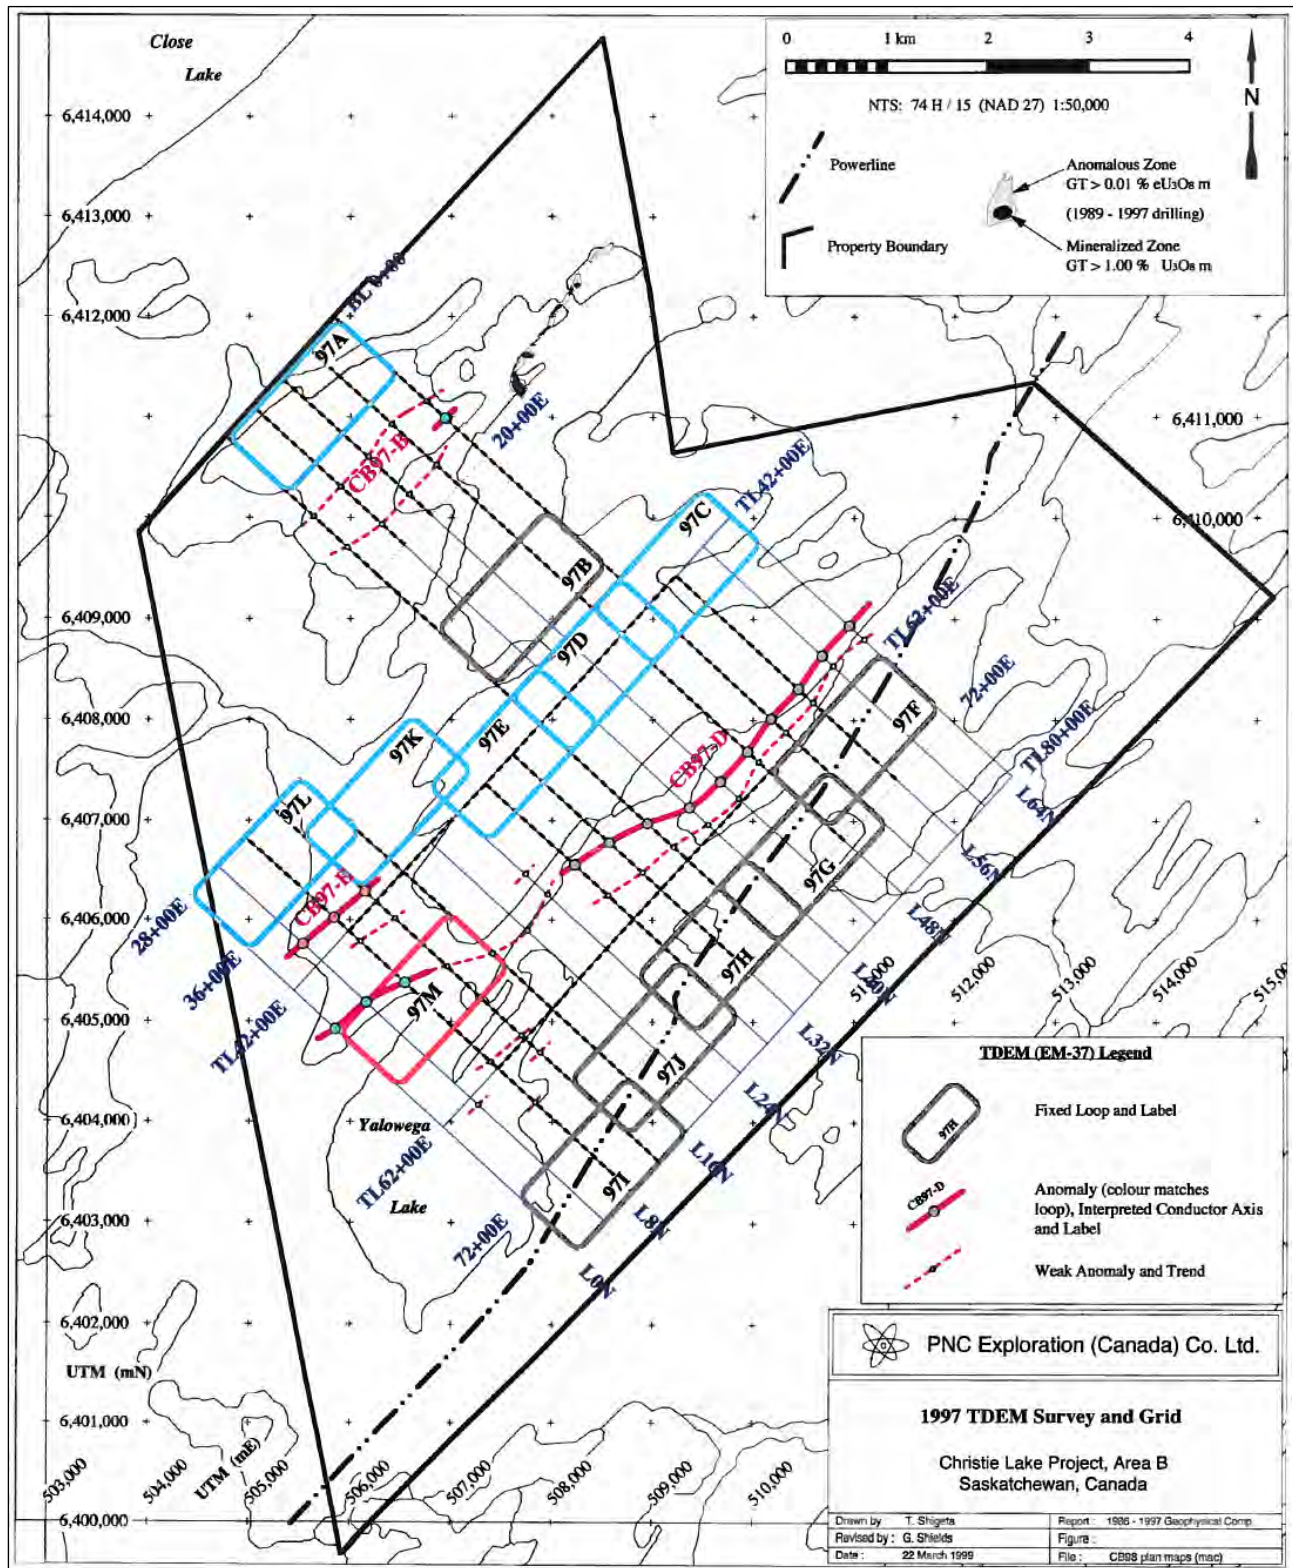 Close
Lake
0 1 km 2 3 4
NTS: 74 H / 15 (NAD 27) 1:50,000
N
Powerline
Anomalous Zone
GT > 0.01 % eU3O8 m
(1989 - 1997 drilling)
Property Boundary
Mineralized Zone
GT > 1.00 % U3O8 m
6,414,000
6,413,000
6,412,000
6,411,000
6,410,000
6,409,000
6,408,000
6,407,000
6,406,000
6,405,000
6,404,000
6,403,000
6,402,000
UTM (mN)
6,401,000
6,400,000
6,411,000
6,410,000
BL 0+00
97A
CB97-B
20+00E
97B
97C
TL42+00E
97D
97E
97K
97L
CB97-D
TL62+00E
97F
72+00E
TL80+00E
L64N
L56N
L48N
L40N
L32N
L24N
L16N
L8N
L0N
97G
97H
97J
97I
CB97-E
97M
28+00E
36+00E
TL42+00E
TL62+00E
72+00E
Yalowega
Lake
UTM (mE)
503,000
504,000
505,000
506,000
507,000
508,000
509,000
510,000
512,000
513,000
514,000
TDEM (EM-37) Legend
97H
Fixed Loop and Label
CB97-D
Anomaly (colour matches
loop), Interpreted Conductor Axis
and Label
Weak Anomaly and Trend
PNC Exploration (Canada) Co. Ltd.
1997 TDEM Survey and Grid
Christie Lake Project, Area B
Saskatchewan, Canada
Drawn by T. Shigeta
Report : 1986 - 1997 Geophysical Comp.
Revised by : G. Shields
Figure :
Date : 22 March 1999
File : CB98 plan maps (mac)